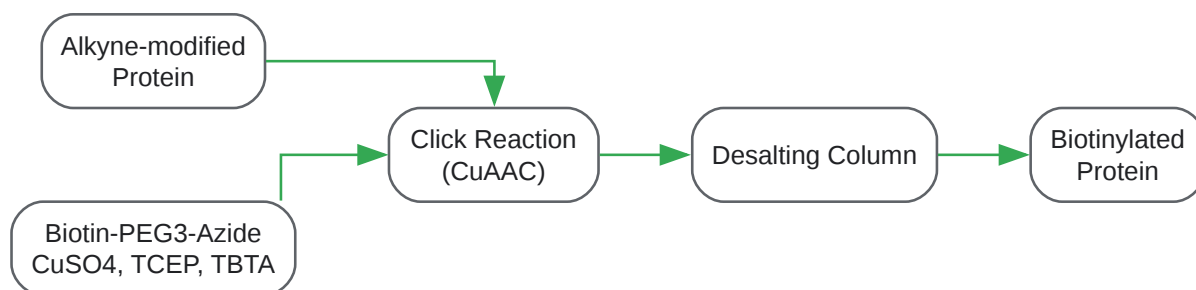 Alkyne-modified
Protein
Click Reaction
(CuAAC)
Desalting Column
Biotinylated
Protein
Biotin-PEG3-Azide
CuSO4, TCEP, TBTA